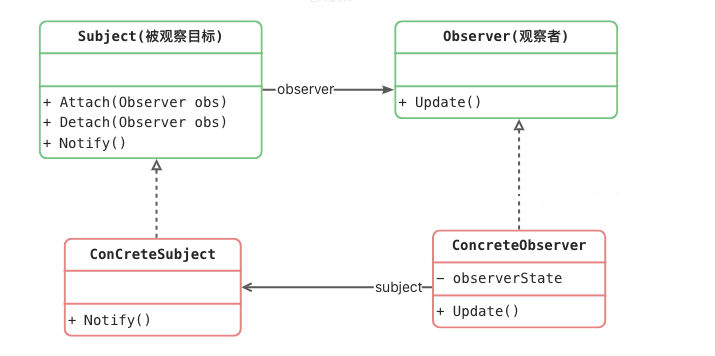 Subject(被观察目标)
+ Attach(Observer obs)
+ Detach(Observer obs)
+ Notify()
observer
Observer(观察者)
+ Update()
ConCreteSubject
+ Notify()
subject
ConcreteObserver
− observerState
+ Update()